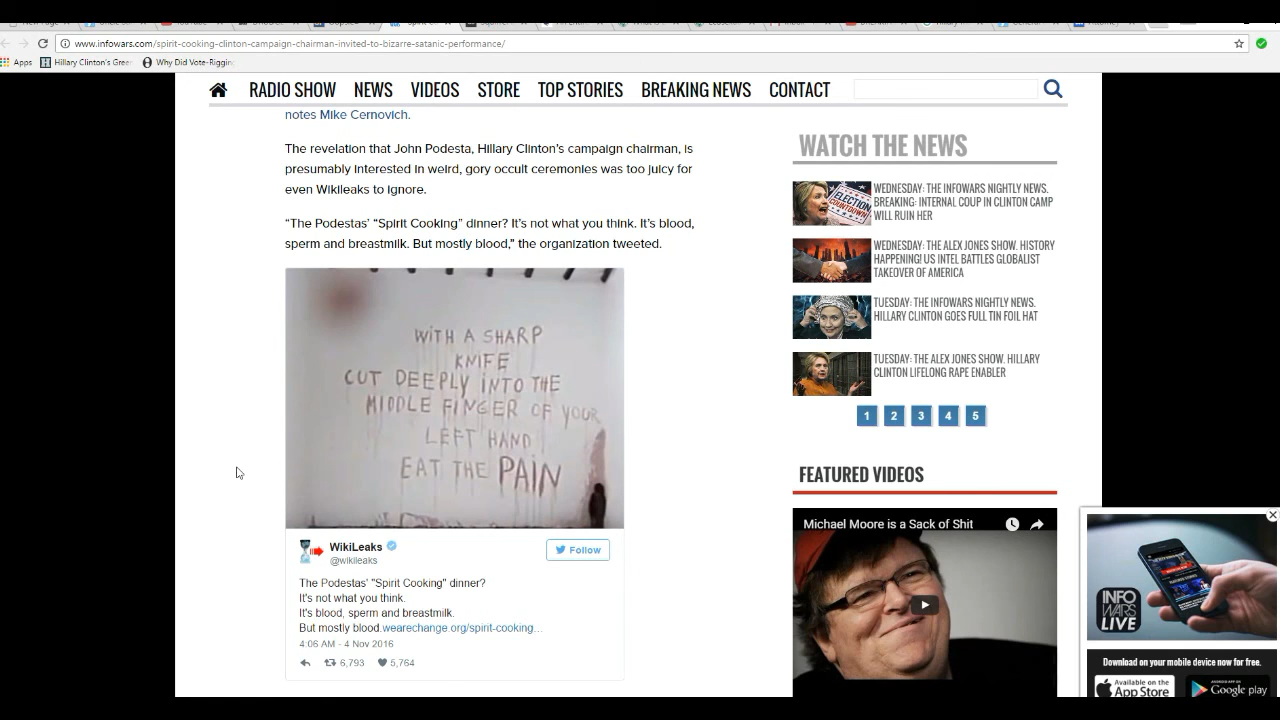 www.infowars.com/spirit-cooking-clinton-campaign-chairman-invited-to-bizarre-satanic-performance/
Apps Hillary Clinton's Gree Why Did Vote-Riggin
RADIO SHOW NEWS VIDEOS STORE TOP STORIES BREAKING NEWS CONTACT
notes Mike Cernovich.
The revelation that John Podesta, Hillary Clinton's campaign chairman, is
presumably interested in weird, gory occult ceremonies was too juicy for
even Wikileaks to ignore.
“The Podestas' “Spirit Cooking” dinner? It's not what you think. It's blood,
sperm and breastmilk. But mostly blood,” the organization tweeted.
WITH A SHARP
KNIFE
CUT DEEPLY INTO THE
MIDDLE FINGER OF YOUR
LEFT HAND
EAT THE PAIN
WikiLeaks
@wikileaks
Follow
The Podestas' "Spirit Cooking" dinner?
It's not what you think.
It's blood, sperm and breastmilk.
But mostly blood.wearechange.org/spirit-cooking…
4:06 AM - 4 Nov 2016
6,793 5,764
WATCH THE NEWS
ELECTION
COUNTDOWN
WEDNESDAY: THE INFOWARS NIGHTLY NEWS.
BREAKING: INTERNAL COUP IN CLINTON CAMP
WILL RUIN HER
WEDNESDAY: THE ALEX JONES SHOW. HISTORY
HAPPENING! US INTEL BATTLES GLOBALIST
TAKEOVER OF AMERICA
TUESDAY: THE INFOWARS NIGHTLY NEWS.
HILLARY CLINTON GOES FULL TIN FOIL HAT
TUESDAY: THE ALEX JONES SHOW. HILLARY
CLINTON LIFELONG RAPE ENABLER
1 2 3 4 5
FEATURED VIDEOS
Michael Moore is a Sack of Shit
INFO
WARS
LIVE
Download on your mobile device now for free.
Available on the
App Store
Google play